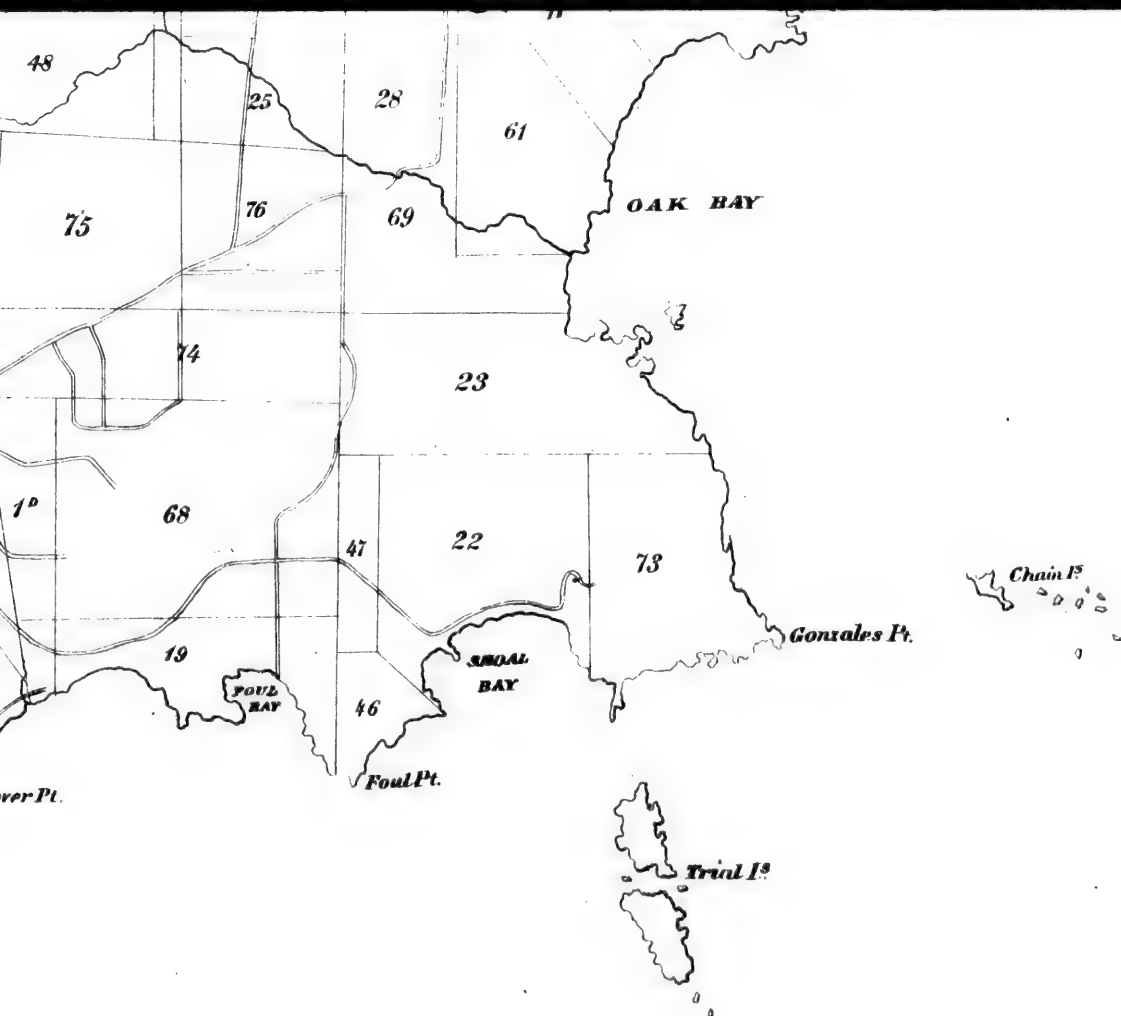 48
25
28
61
75
76
69
OAK BAY
74
23
1D
68
47
22
73
Chain Is
Gonzales Pt.
19
SHOAL
BAY
FOUL
BAY
46
Foul Pt.
Pt.
Trial Is